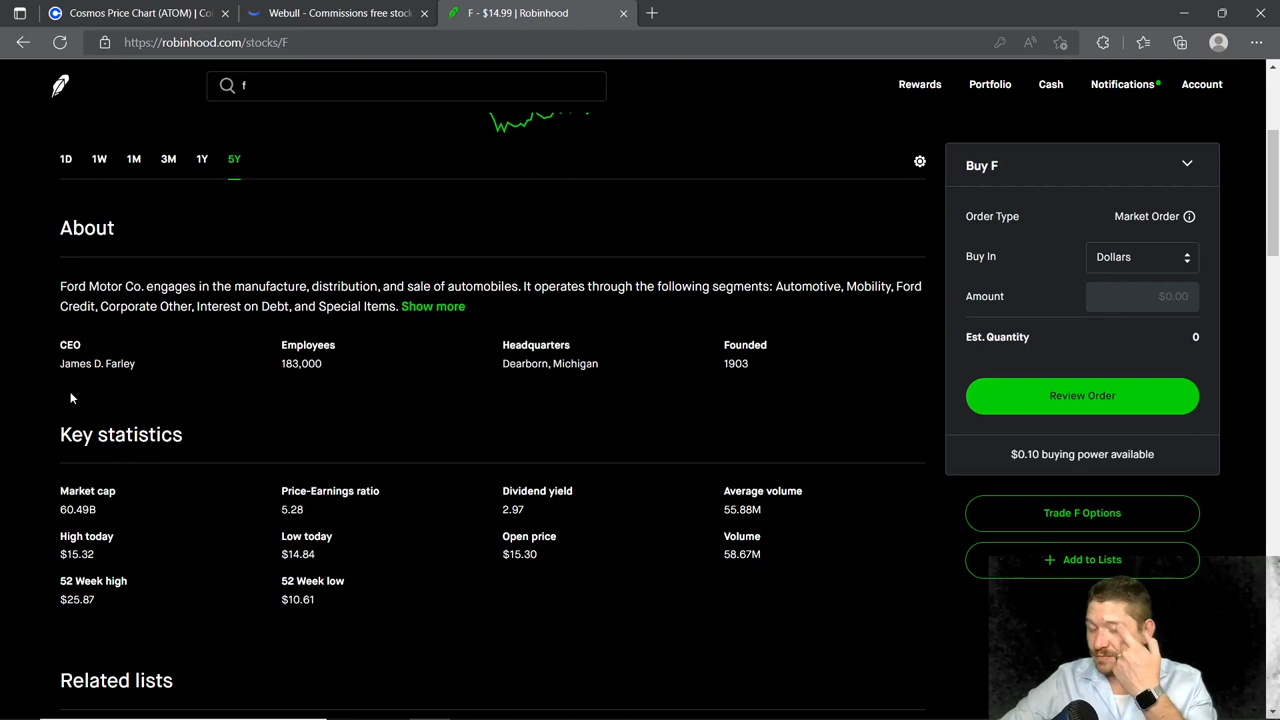 Cosmos Price Chart (ATOM) | Co
Webull - Commissions free stock
F - $14.99 | Robinhood
https://robinhood.com/stocks/F
f
Rewards
Portfolio
Cash
Notifications
Account
1D
1W
1M
3M
1Y
5Y
About
Ford Motor Co. engages in the manufacture, distribution, and sale of automobiles. It operates through the following segments: Automotive, Mobility, Ford
Credit, Corporate Other, Interest on Debt, and Special Items. Show more
CEO
James D. Farley
Employees
183,000
Headquarters
Dearborn, Michigan
Founded
1903
Key statistics
Market cap
60.49B
Price-Earnings ratio
5.28
Dividend yield
2.97
Average volume
55.88M
High today
$15.32
Low today
$14.84
Open price
$15.30
Volume
58.67M
52 Week high
$25.87
52 Week low
$10.61
Related lists
Buy F
Order Type
Market Order
Buy In
Dollars
Amount
$0.00
Est. Quantity
0
Review Order
$0.10 buying power available
Trade F Options
Add to Lists